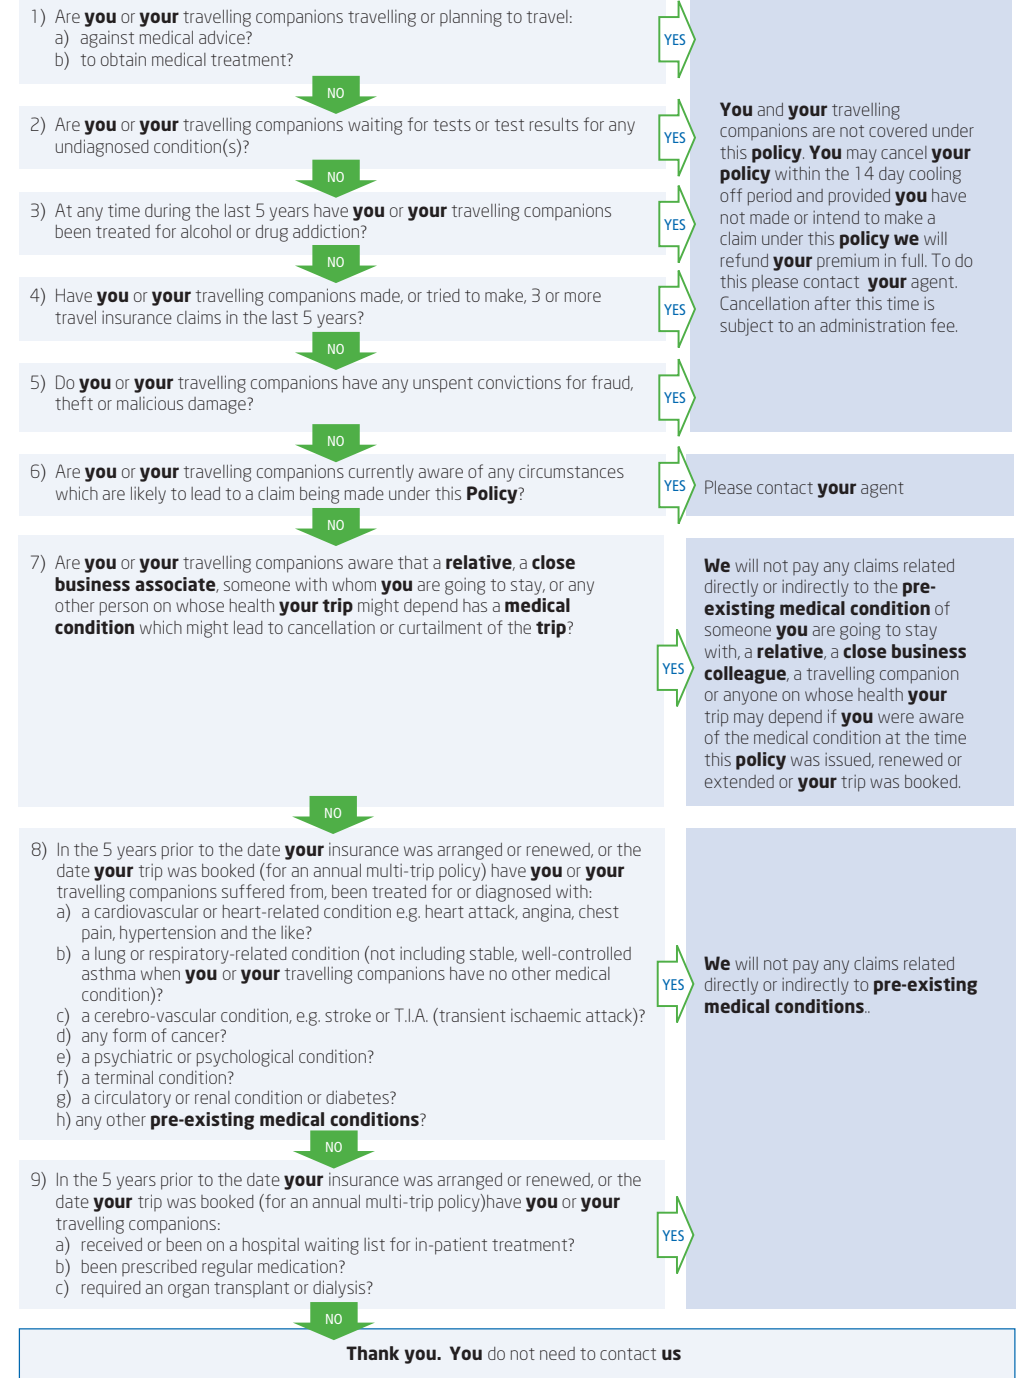 1) Are you or your travelling companions travelling or planning to travel:
a) against medical advice?
b) to obtain medical treatment?
YES
NO
2) Are you or your travelling companions waiting for tests or test results for any
undiagnosed condition(s)?
YES
NO
3) At any time during the last 5 years have you or your travelling companions
been treated for alcohol or drug addiction?
YES
NO
4) Have you or your travelling companions made, or tried to make, 3 or more
travel insurance claims in the last 5 years?
YES
NO
5) Do you or your travelling companions have any unspent convictions for fraud,
theft or malicious damage?
YES
You and your travelling
companions are not covered under
this policy. You may cancel your
policy within the 14 day cooling
off period and provided you have
not made or intend to make a
claim under this policy we will
refund your premium in full. To do
this please contact your agent.
Cancellation after this time is
subject to an administration fee.
NO
6) Are you or your travelling companions currently aware of any circumstances
which are likely to lead to a claim being made under this Policy?
YES
Please contact your agent
NO
7) Are you or your travelling companions aware that a relative, a close
business associate, someone with whom you are going to stay, or any
other person on whose health your trip might depend has a medical
condition which might lead to cancellation or curtailment of the trip?
YES
We will not pay any claims related
directly or indirectly to the pre-
existing medical condition of
someone you are going to stay
with, a relative, a close business
colleague, a travelling companion
or anyone on whose health your
trip may depend if you were aware
of the medical condition at the time
this policy was issued, renewed or
extended or your trip was booked.
NO
8) In the 5 years prior to the date your insurance was arranged or renewed, or the
date your trip was booked (for an annual multi-trip policy) have you or your
travelling companions suffered from, been treated for or diagnosed with:
a) a cardiovascular or heart-related condition e.g. heart attack, angina, chest
pain, hypertension and the like?
b) a lung or respiratory-related condition (not including stable, well-controlled
asthma when you or your travelling companions have no other medical
condition)?
c) a cerebro-vascular condition, e.g. stroke or T.I.A. (transient ischaemic attack)?
d) any form of cancer?
e) a psychiatric or psychological condition?
f) a terminal condition?
g) a circulatory or renal condition or diabetes?
h) any other pre-existing medical conditions?
YES
We will not pay any claims related
directly or indirectly to pre-existing
medical conditions..
NO
9) In the 5 years prior to the date your insurance was arranged or renewed, or the
date your trip was booked (for an annual multi-trip policy)have you or your
travelling companions:
a) received or been on a hospital waiting list for in-patient treatment?
b) been prescribed regular medication?
c) required an organ transplant or dialysis?
YES
NO
Thank you. You do not need to contact us